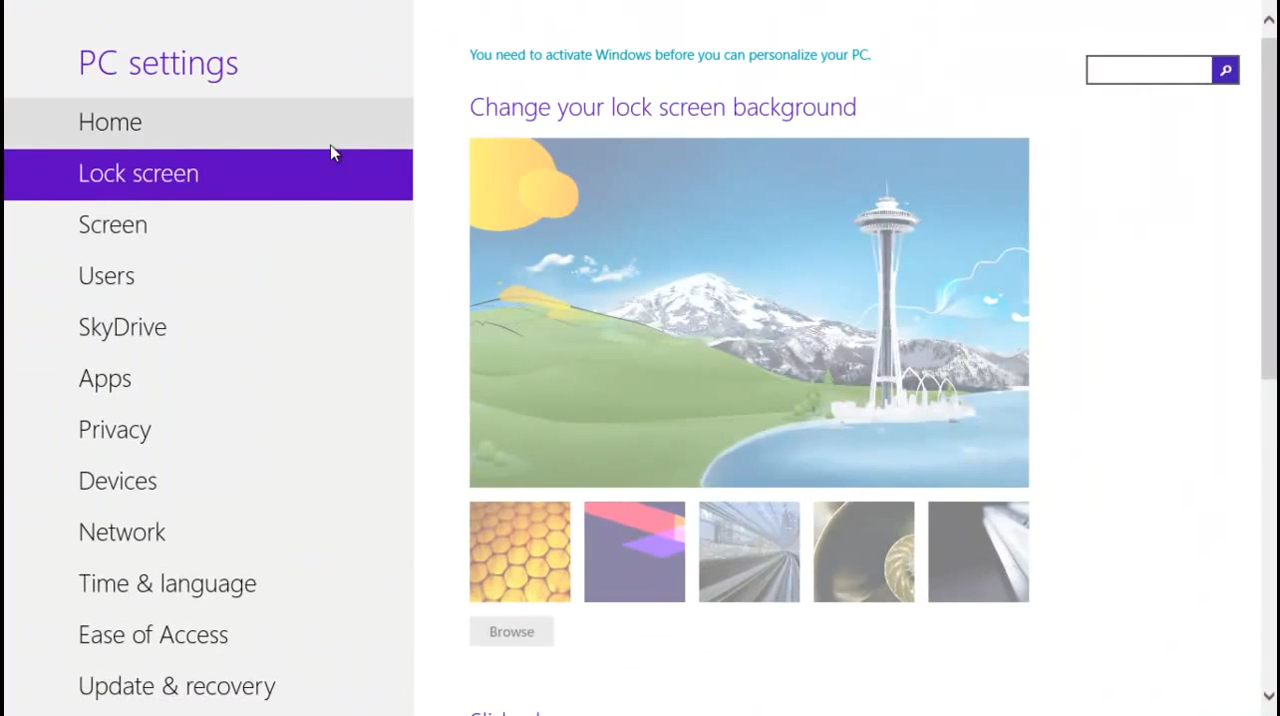 PC settings
Home
Lock screen
Screen
Users
SkyDrive
Apps
Privacy
Devices
Network
Time & language
Ease of Access
Update & recovery
You need to activate Windows before you can personalize your PC.
Change your lock screen background
Browse